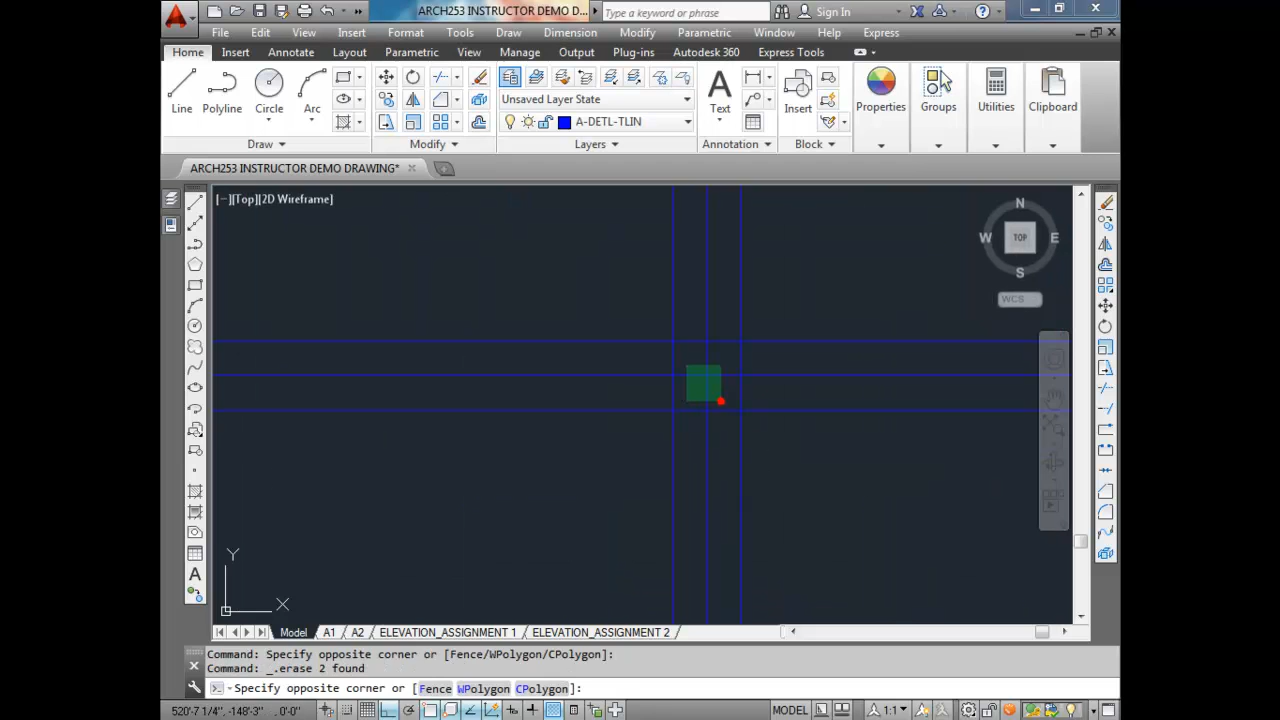 ARCH253 INSTRUCTOR DEMO D... Type a keyword or phrase Sign In
File Edit View Insert Format Tools Draw Dimension Modify Parametric Window Help Express
Home Insert Annotate Layout Parametric View Manage Output Plug-ins Autodesk 360 Express Tools
Unsaved Layer State
Line Polyline Circle Arc Text Insert Properties Groups Utilities Clipboard
A-DETL-TLIN
Draw Modify Layers Annotation Block
ARCH253 INSTRUCTOR DEMO DRAWING*
[−][Top][2D Wireframe]
N
W TOP E
S
WCS
A
Y
X
Model A1 A2 ELEVATION_ASSIGNMENT 1 ELEVATION_ASSIGNMENT 2
Command: Specify opposite corner or [Fence/WPolygon/CPolygon]:
Command: _.erase 2 found
Specify opposite corner or [Fence WPolygon CPolygon]:
520'-7 1/4", -148'-3" , 0'-0" MODEL 1:1